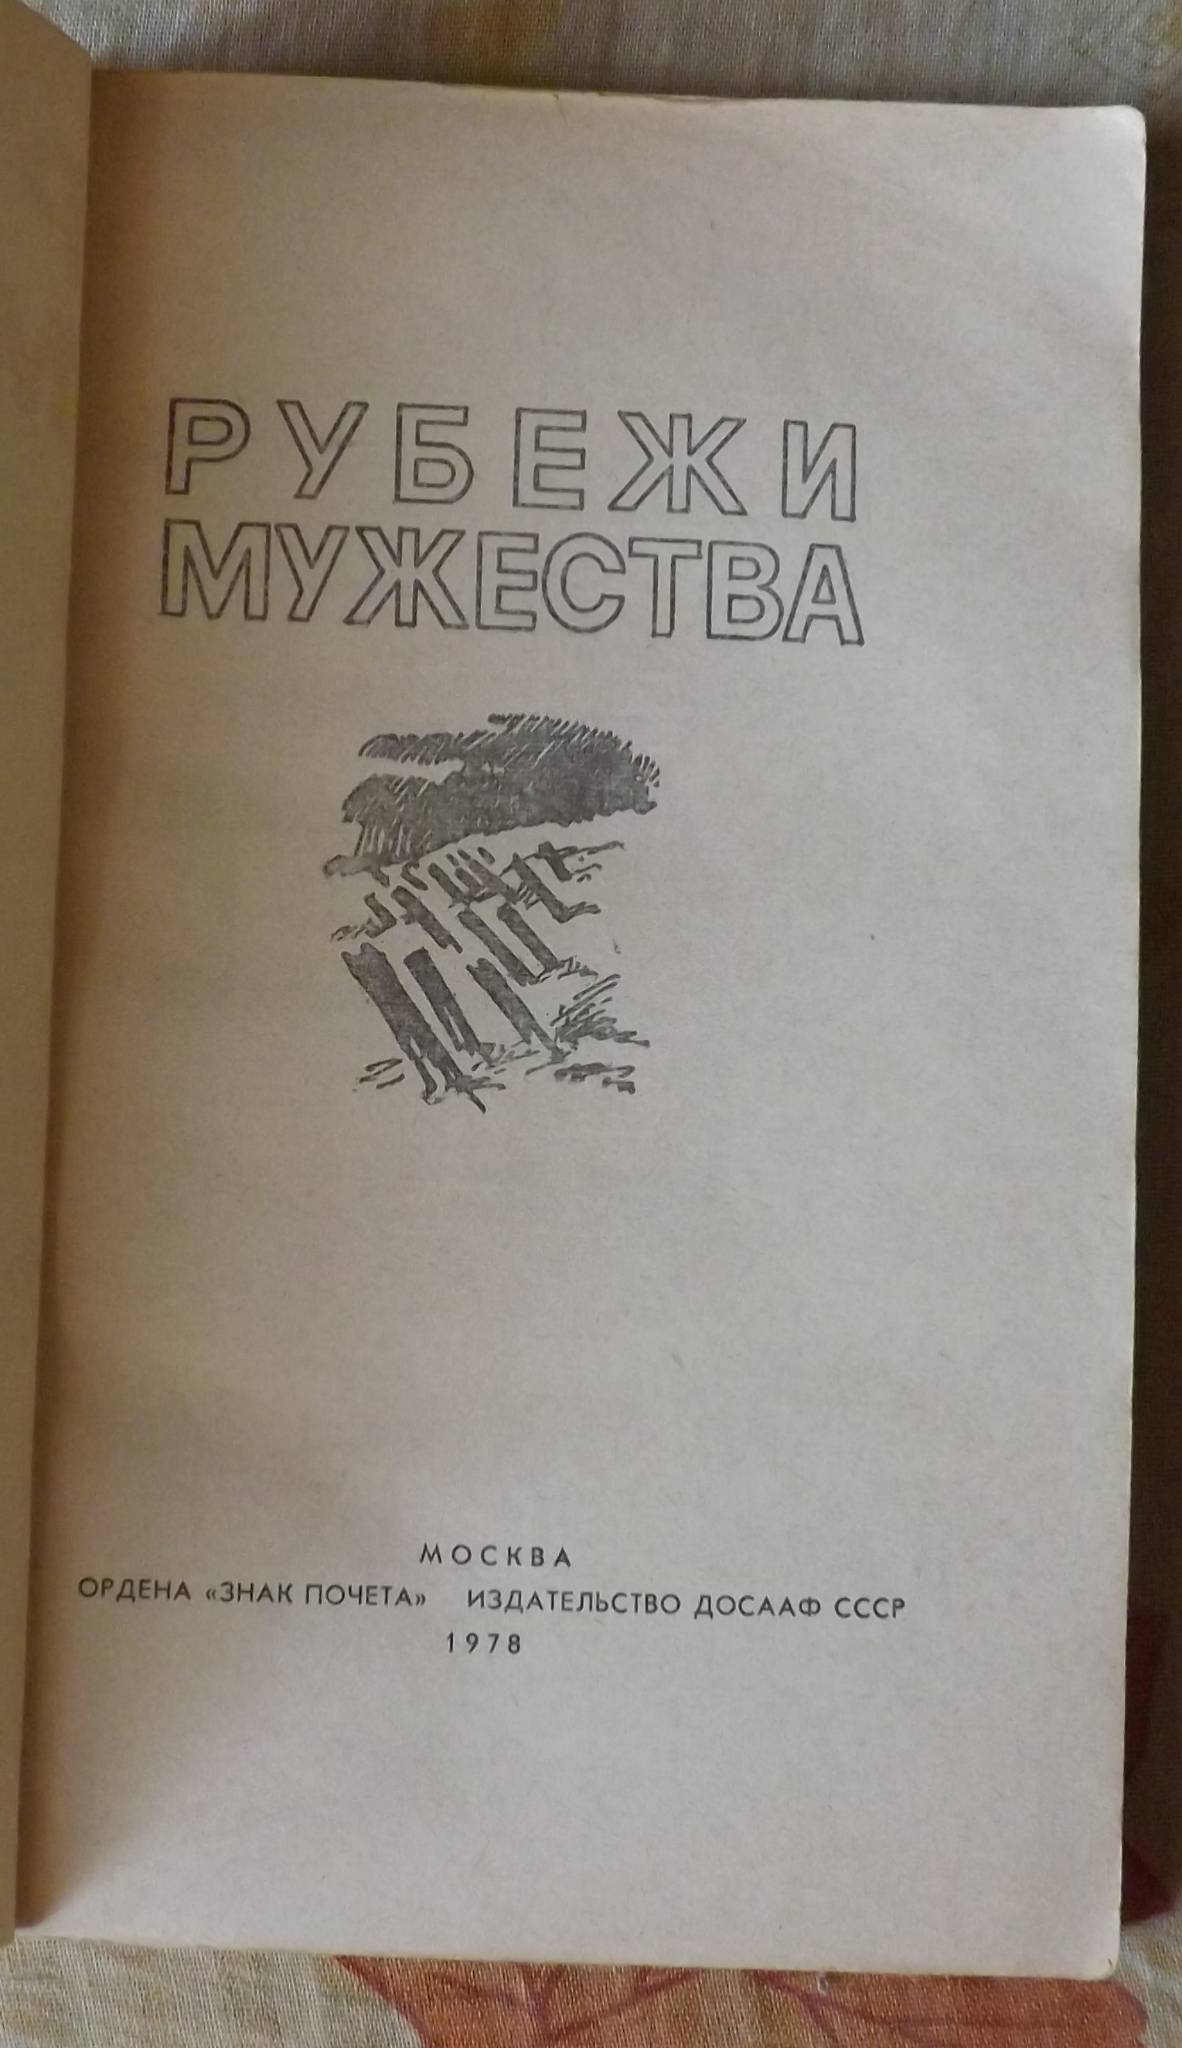 РУБЕЖИ
МУЖЕСТВА
МОСКВА
ОРДЕНА «ЗНАК ПОЧЕТА» ИЗДАТЕЛЬСТВО ДОСААФ СССР
1978